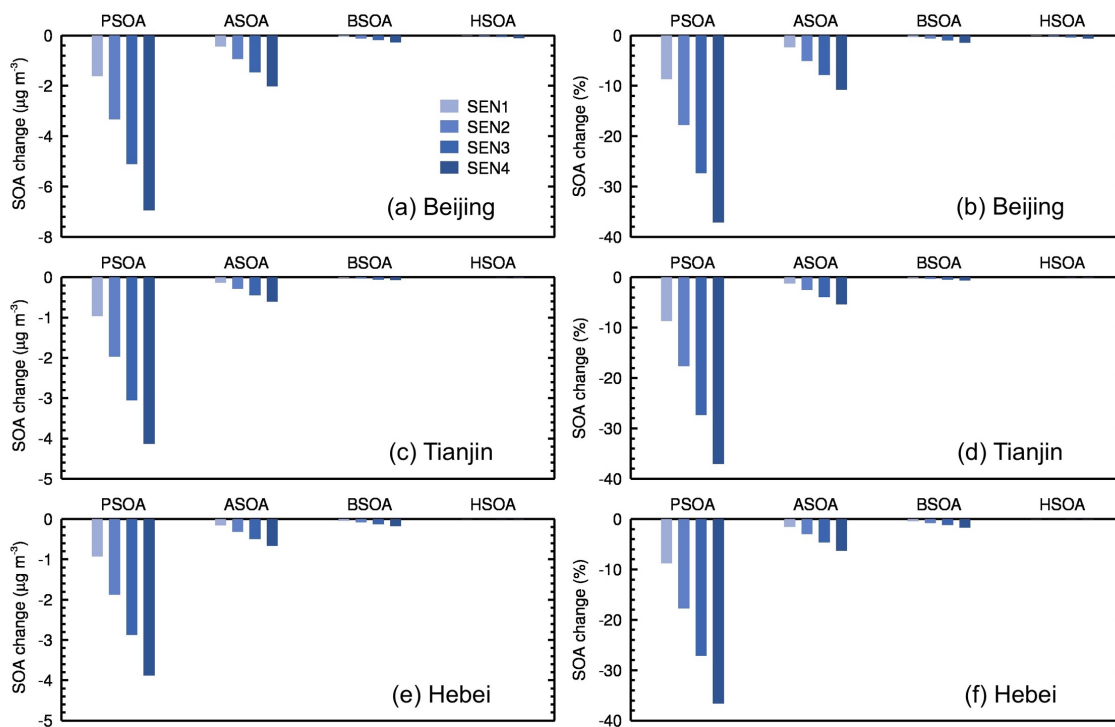 PSOA ASOA BSOA HSOA
0
-2
-4
-6
-8
SOA change (μg m-3)
SEN1
SEN2
SEN3
SEN4
(a) Beijing
PSOA ASOA BSOA HSOA
0
-10
-20
-30
-40
SOA change (%)
(b) Beijing
PSOA ASOA BSOA HSOA
0
-1
-2
-3
-4
-5
SOA change (μg m-3)
(c) Tianjin
PSOA ASOA BSOA HSOA
0
-10
-20
-30
-40
SOA change (%)
(d) Tianjin
PSOA ASOA BSOA HSOA
0
-1
-2
-3
-4
-5
SOA change (μg m-3)
(e) Hebei
PSOA ASOA BSOA HSOA
0
-10
-20
-30
-40
SOA change (%)
(f) Hebei